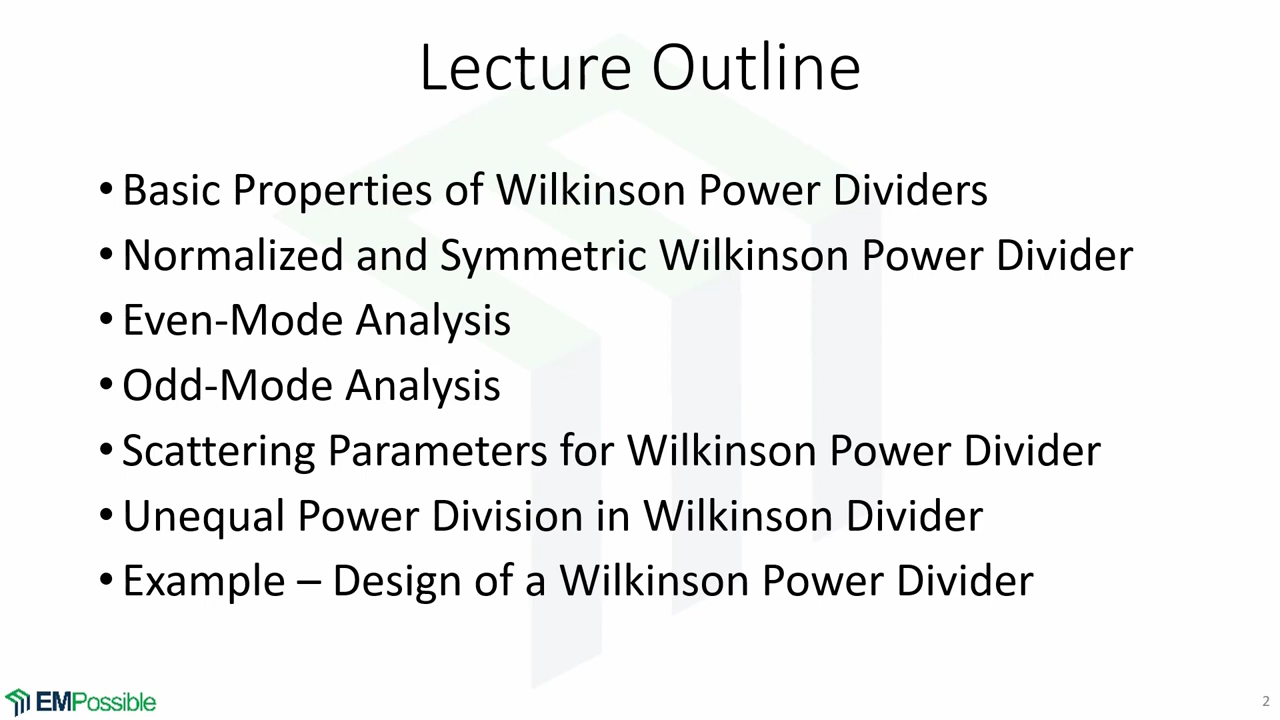 Lecture Outline
• Basic Properties of Wilkinson Power Dividers
• Normalized and Symmetric Wilkinson Power Divider
• Even-Mode Analysis
• Odd-Mode Analysis
• Scattering Parameters for Wilkinson Power Divider
• Unequal Power Division in Wilkinson Divider
• Example – Design of a Wilkinson Power Divider
EMPossible
2